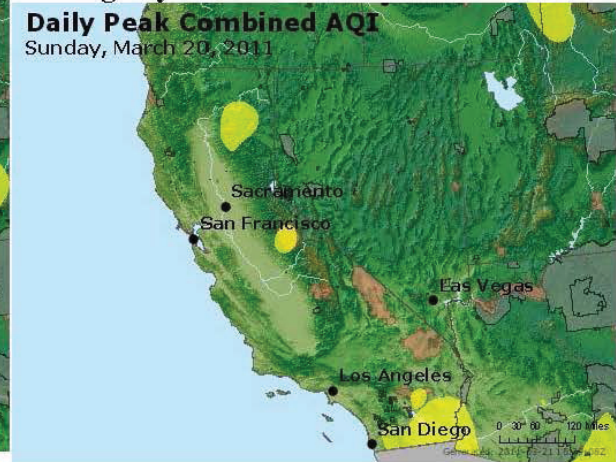 Daily Peak Combined AQI
Sunday, March 20, 2011
Sacramento
San Francisco
Las Vegas
Los Angeles
San Diego
0 30 60 120 Miles